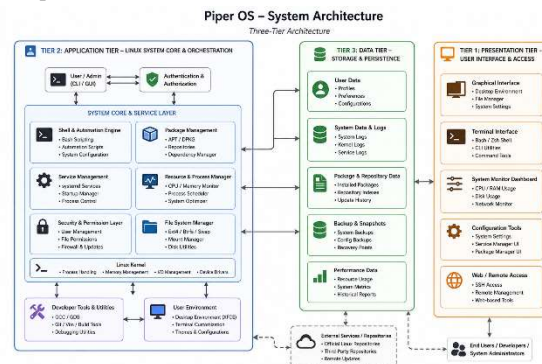 Piper OS – System Architecture
Three-Tier Architecture
TIER 2: APPLICATION TIER – LINUX SYSTEM CORE & ORCHESTRATION
User / Admin
(CLI / GUI)
Authentication &
Authorization
SYSTEM CORE & SERVICE LAYER
Shell & Automation Engine
• Bash Scripting
• Automation Scripts
• System Configuration
Package Management
• APT / DPKG
• Repositories
• Dependency Manager
Service Management
• systemd Services
• Startup Manager
• Process Control
Resource & Process Manager
• CPU / Memory Monitor
• Process Scheduler
• System Optimizer
Security & Permission Layer
• User Management
• File Permissions
• Firewall & Updates
File System Manager
• Ext4 / Btrfs / Swap
• Mount Manager
• Disk Utilities
Linux Kernel
• Process Handling • Memory Management • I/O Management • Device Drivers
Developer Tools & Utilities
• GCC / GDB
• Git / Vim / Build Tools
• Debugging Utilities
User Environment
• Desktop Environment (XFCE)
• Terminal Customization
• Themes & Configurations
TIER 3: DATA TIER –
STORAGE & PERSISTENCE
User Data
• Profiles
• Preferences
• Configurations
System Data & Logs
• System Logs
• Kernel Logs
• Service Logs
Package & Repository Data
• Installed Packages
• Repository Indexes
• Update History
Backup & Snapshots
• System Backups
• Config Backups
• Recovery Points
Performance Data
• Resource Usage
• System Metrics
• Historical Reports
External Services / Repositories
• Official Linux Repositories
• Third Party Repositories
• Remote Updates
TIER 1: PRESENTATION TIER –
USER INTERFACE & ACCESS
Graphical Interface
• Desktop Environment
• File Manager
• System Settings
Terminal Interface
• Bash / Zsh Shell
• CLI Utilities
• Command Tools
System Monitor Dashboard
• CPU / RAM Usage
• Disk Usage
• Network Monitor
Configuration Tools
• System Settings
• Service Manager UI
• Package Manager UI
Web / Remote Access
• SSH Access
• Remote Management
• Web-based Tools
End Users / Developers /
System Administrators